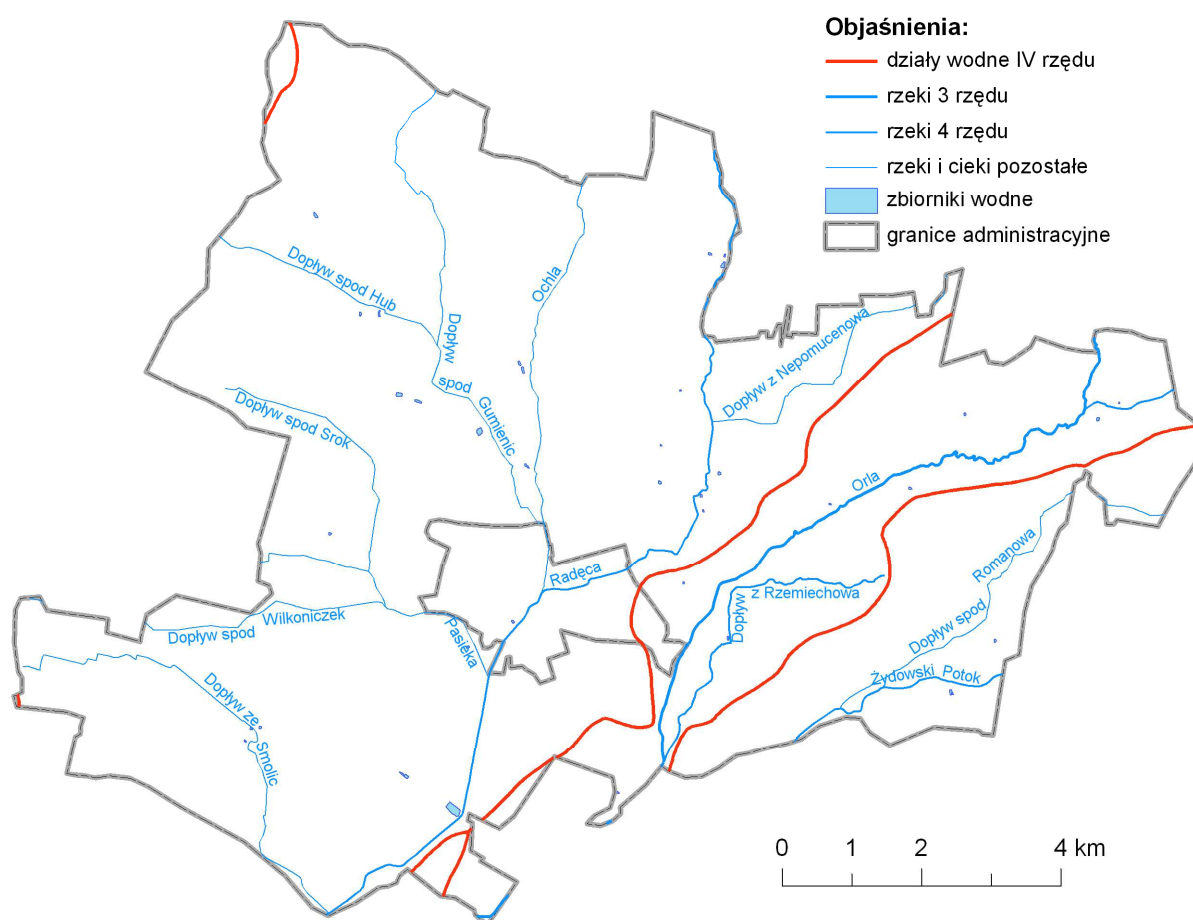 Objaśnienia:
działy wodne IV rzędu
rzeki 3 rzędu
rzeki 4 rzędu
rzeki i cieki pozostałe
zbiorniki wodne
granice administracyjne
Dopływ spod Hub
Ochla
Dopływ
spod
Gumienic
Dopływ z Nepomucenowa
Dopływ spod Srok
Orla
Radęca
Dopływ
z Rzemiechowa
Romanowa
Dopływ spod
Żydowski Potok
Wilkoniczek
Dopływ spod
Pasieka
Dopływ ze
Smolic
0 1 2 4 km